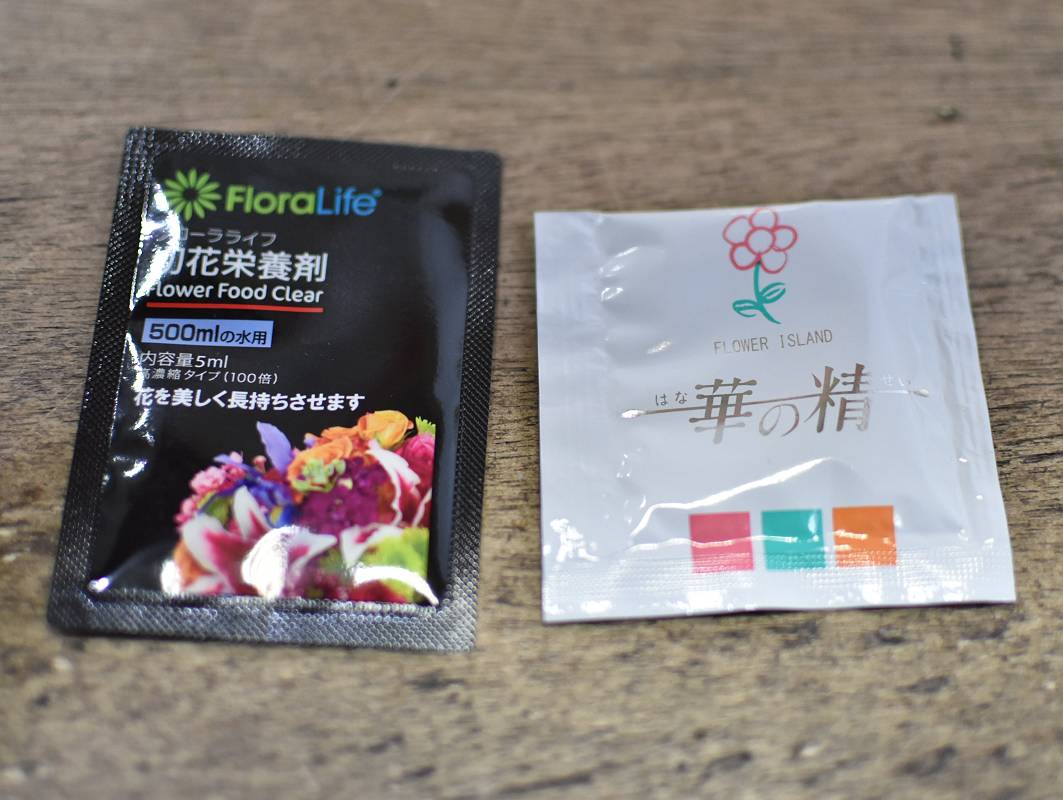 FloraLife®
ローラライフ
切花栄養剤
Flower Food Clear
500mlの水用
内容量5ml
高濃縮タイプ(100倍)
花を美しく長持ちさせます
FLOWER ISLAND
はな せい
華の精